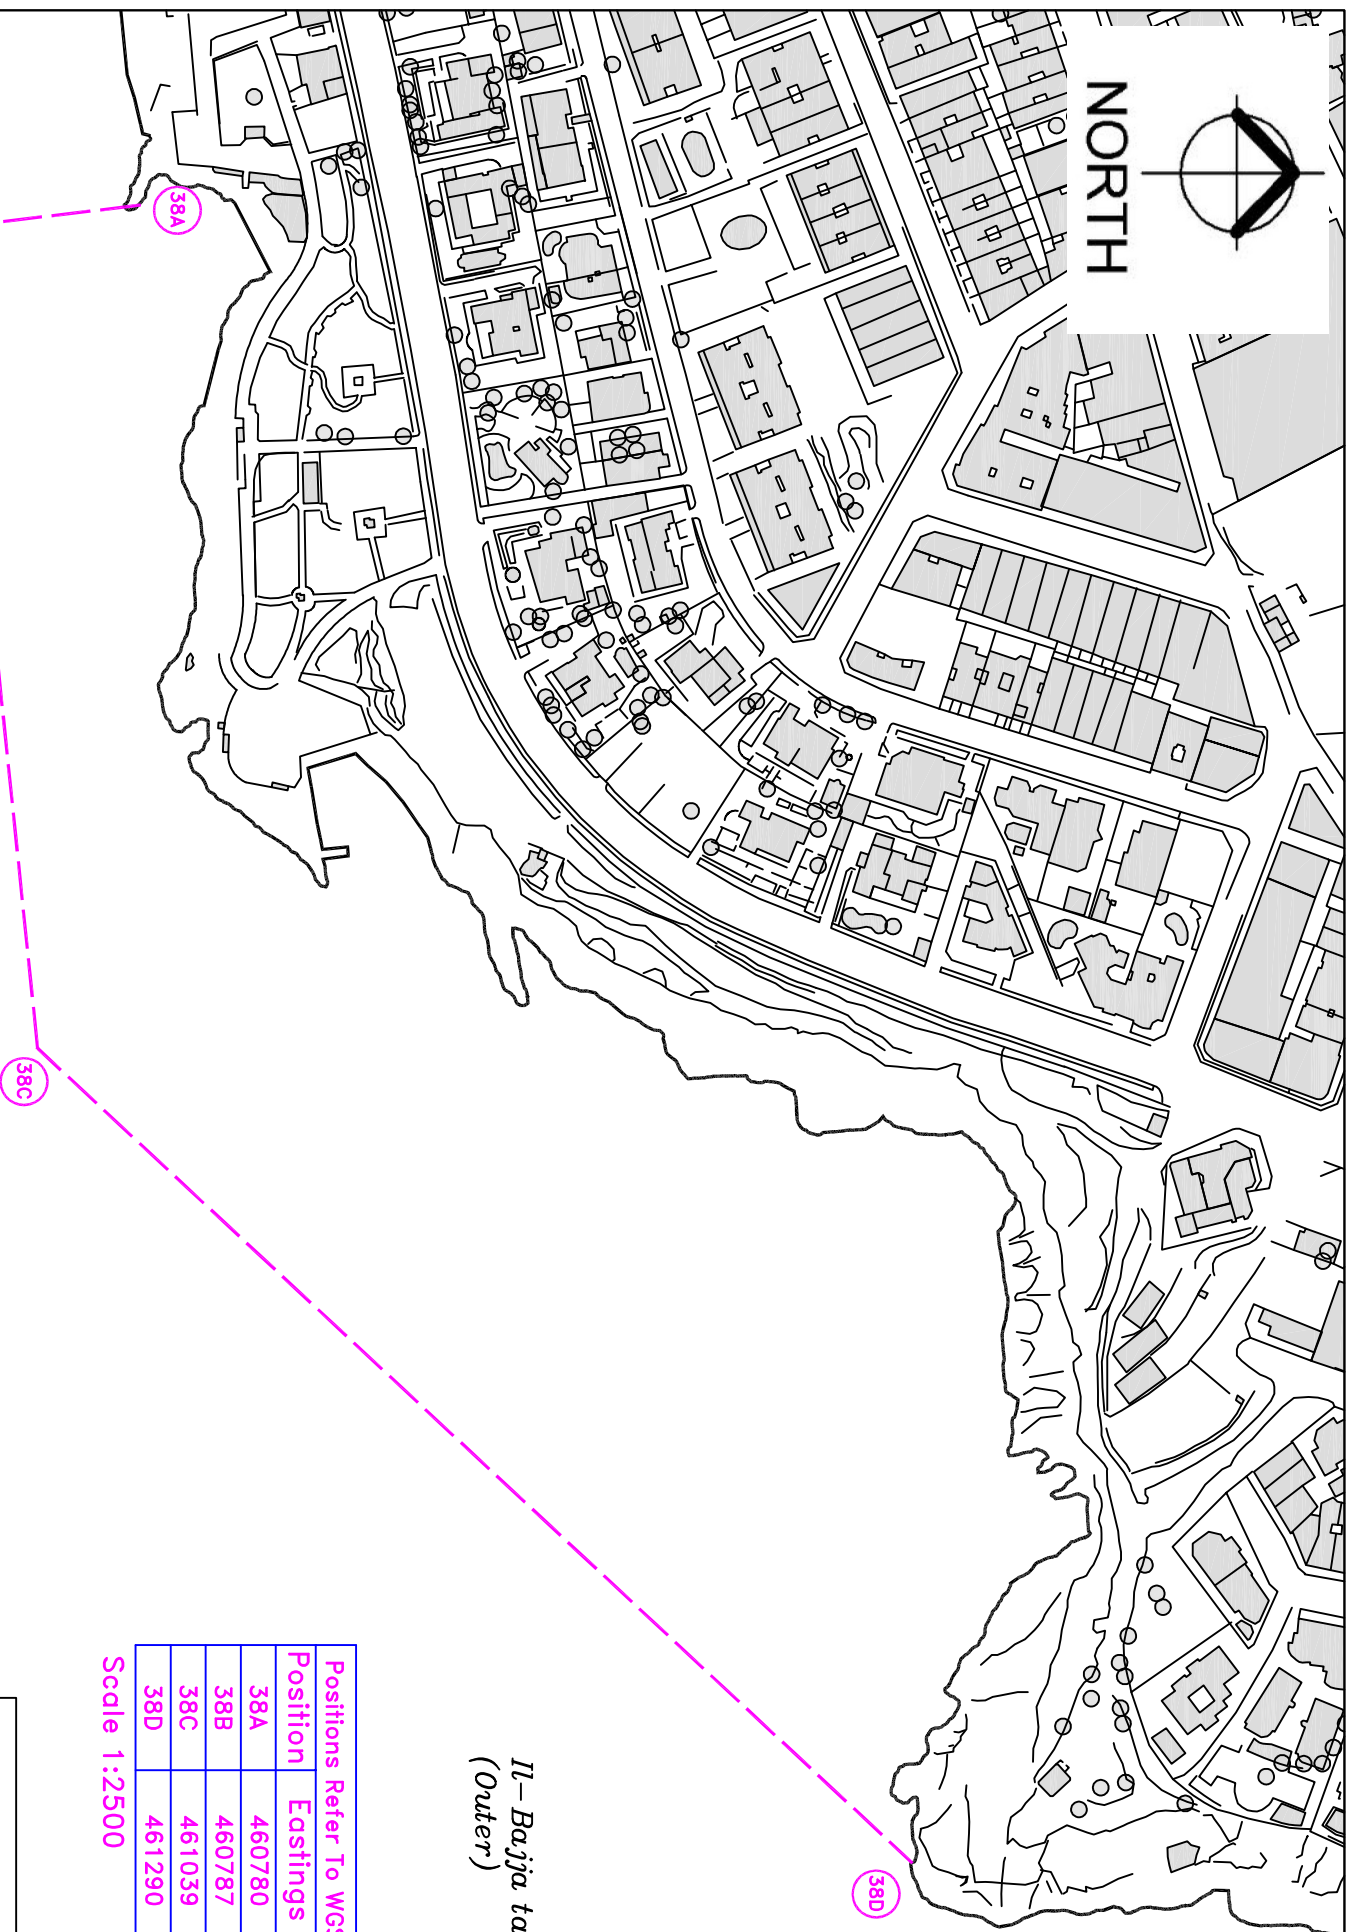 NORTH
38A
38C
38D
Il-Bajja ta
(Outer)
Positions Refer To WGS
Position Eastings
38A 460780
38B 460787
38C 461039
38D 461290
Scale 1:2500